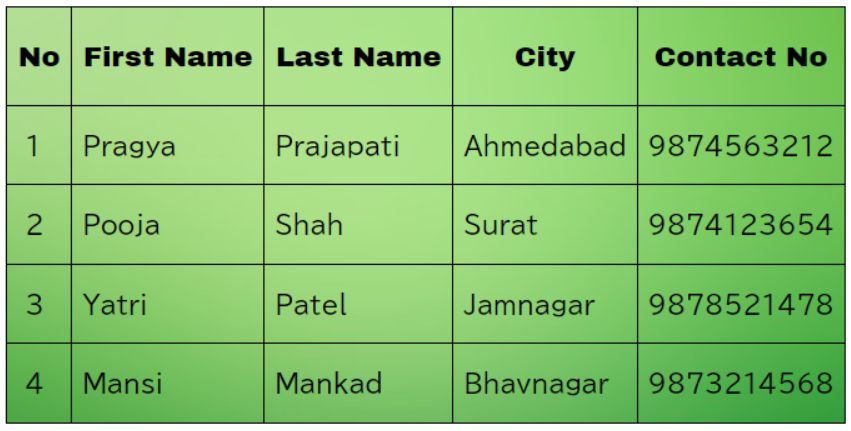 No First Name Last Name City Contact No
1 Pragya Prajapati Ahmedabad 9874563212
2 Pooja Shah Surat 9874123654
3 Yatri Patel Jamnagar 9878521478
4 Mansi Mankad Bhavnagar 9873214568